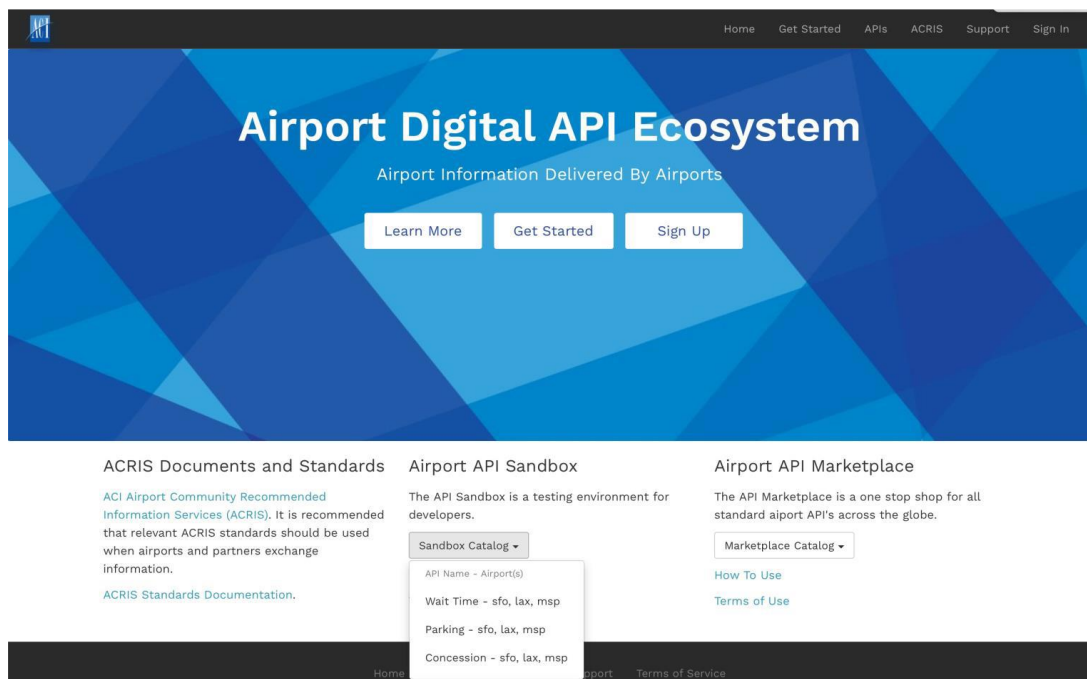 ACI
Home Get Started APIs ACRIS Support Sign In
Airport Digital API Ecosystem
Airport Information Delivered By Airports
Learn More Get Started Sign Up
ACRIS Documents and Standards
ACI Airport Community Recommended
Information Services (ACRIS). It is recommended
that relevant ACRIS standards should be used
when airports and partners exchange
information.
ACRIS Standards Documentation.
Airport API Sandbox
The API Sandbox is a testing environment for
developers.
Sandbox Catalog
API Name - Airport(s)
Wait Time - sfo, lax, msp
Parking - sfo, lax, msp
Concession - sfo, lax, msp
Airport API Marketplace
The API Marketplace is a one stop shop for all
standard aiport API's across the globe.
Marketplace Catalog
How To Use
Terms of Use
Home pport Terms of Service